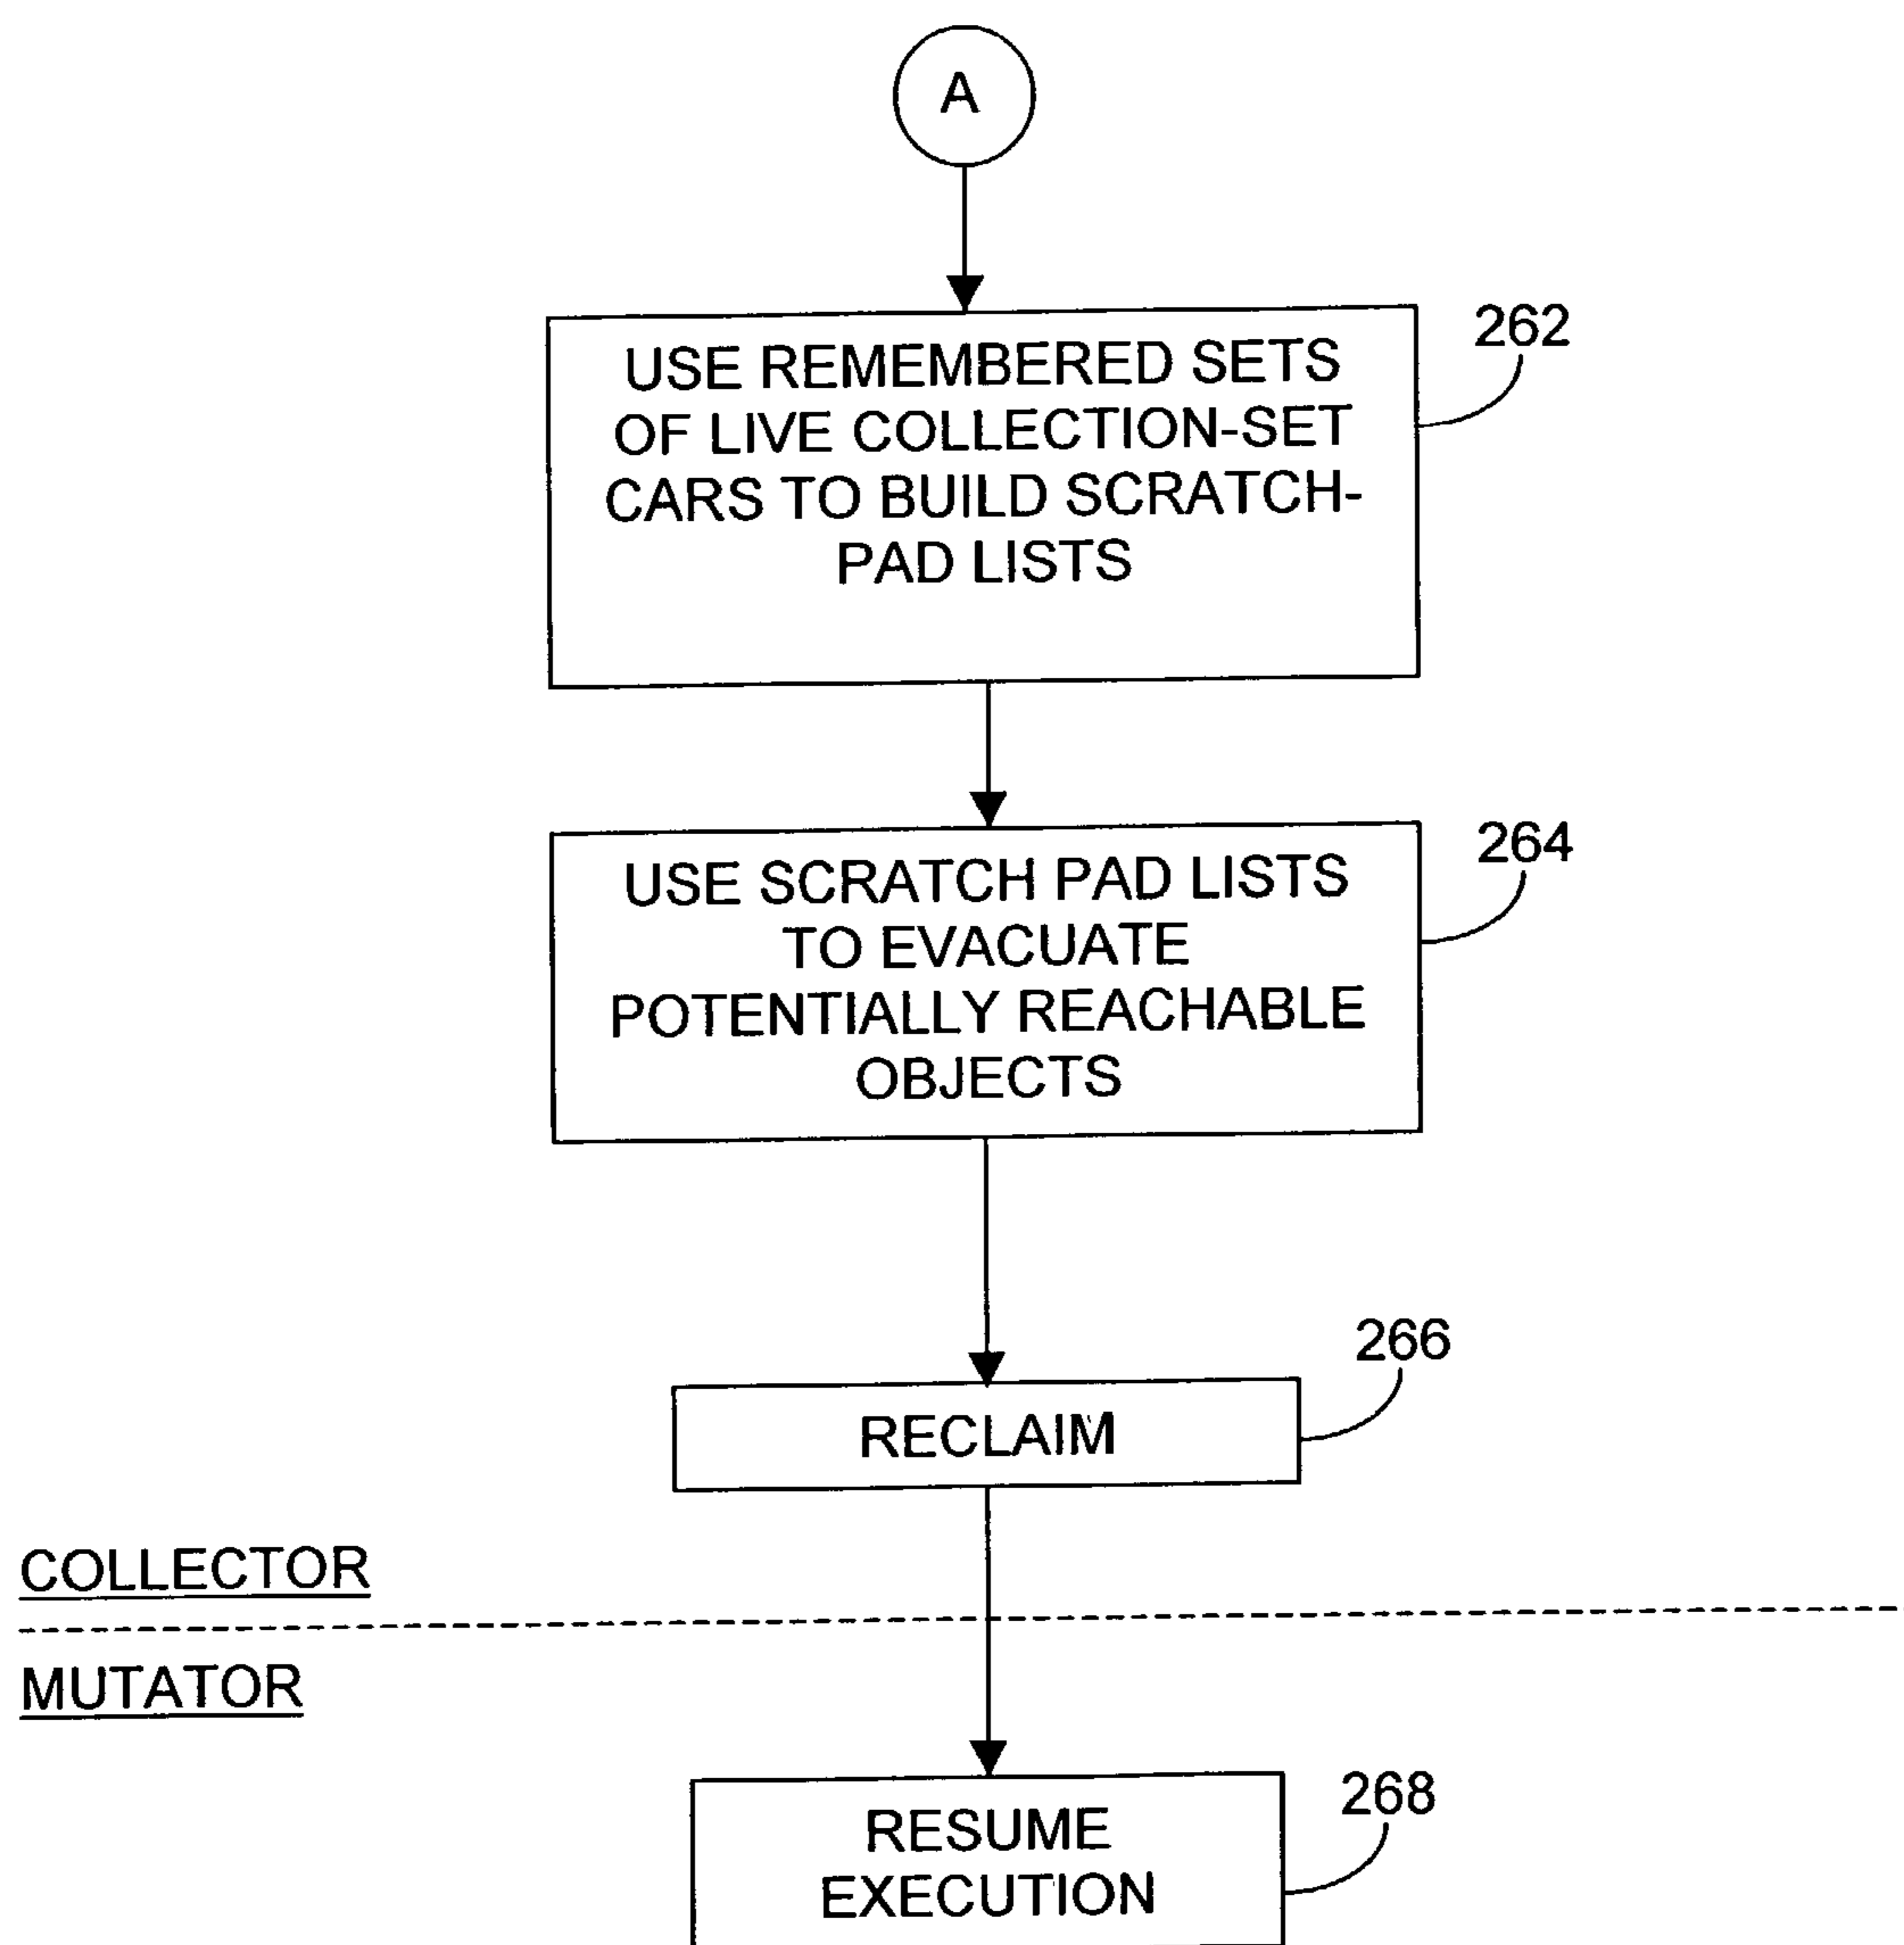 A
262
USE REMEMBERED SETS
OF LIVE COLLECTION-SET
CARS TO BUILD SCRATCH-
PAD LISTS
264
USE SCRATCH PAD LISTS
TO EVACUATE
POTENTIALLY REACHABLE
OBJECTS
266
RECLAIM
COLLECTOR
MUTATOR
268
RESUME
EXECUTION